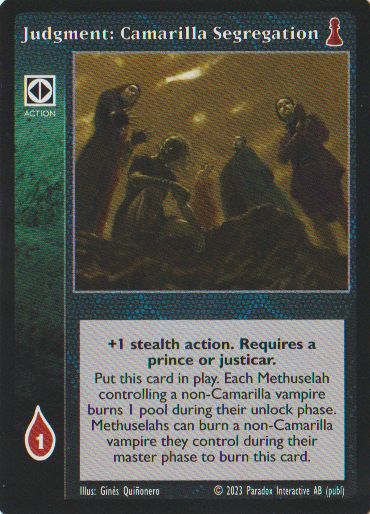 Judgment: Camarilla Segregation
ACTION
+1 stealth action. Requires a
prince or justicar.
Put this card in play. Each Methuselah
controlling a non-Camarilla vampire
burns 1 pool during their unlock phase.
Methuselahs can burn a non-Camarilla
vampire they control during their
master phase to burn this card.
1
Illus: Ginés Quiñonero © 2023 Paradox Interactive AB (publ)